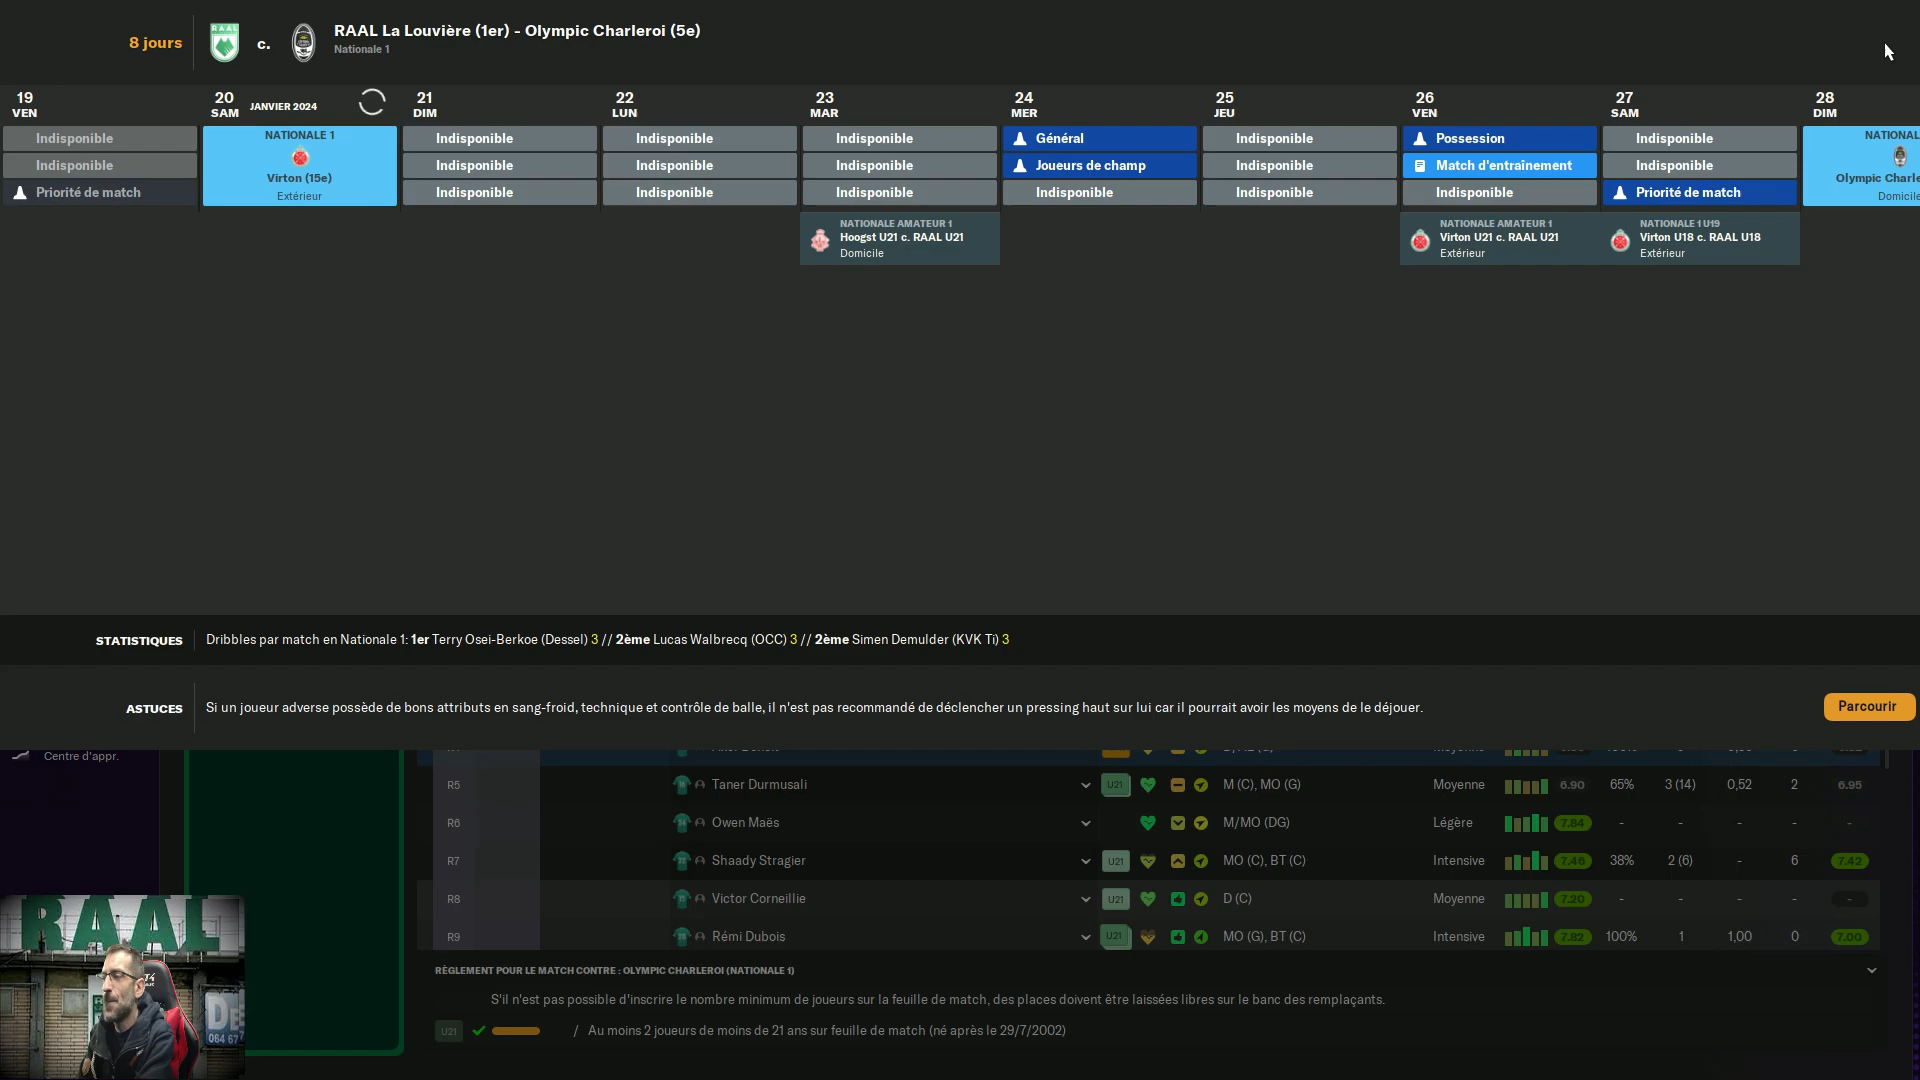 8 jours
c.
RAAL La Louvière (1er) - Olympic Charleroi (5e)
Nationale 1
19 VEN
20 SAM JANVIER 2024
21 DIM
22 LUN
23 MAR
24 MER
25 JEU
26 VEN
27 SAM
28 DIM
Indisponible
NATIONALE 1
Indisponible
Indisponible
Indisponible
Général
Indisponible
Possession
Indisponible
NATIONAL
Indisponible
Virton (15e)
Indisponible
Indisponible
Indisponible
Joueurs de champ
Indisponible
Match d'entraînement
Indisponible
Olympic Charle
Priorité de match
Extérieur
Indisponible
Indisponible
Indisponible
Indisponible
Indisponible
Indisponible
Priorité de match
Domicile
NATIONALE AMATEUR 1
Hoogst U21 c. RAAL U21
Domicile
NATIONALE AMATEUR 1
Virton U21 c. RAAL U21
Extérieur
NATIONALE 1 U19
Virton U18 c. RAAL U18
Extérieur
STATISTIQUES
Dribbles par match en Nationale 1: 1er Terry Osei-Berkoe (Dessel) 3 // 2ème Lucas Walbrecq (OCC) 3 // 2ème Simen Demulder (KVK Ti) 3
ASTUCES
Si un joueur adverse possède de bons attributs en sang-froid, technique et contrôle de balle, il n'est pas recommandé de déclencher un pressing haut sur lui car il pourrait avoir les moyens de le déjouer.
Parcourir
Centre d'appr.
R5 Taner Durmusali U21 M (C), MO (G) Moyenne 6.90 65% 3 (14) 0,52 2 6.95
R6 Owen Maës M/MO (DG) Légère 7.84 - - - - -
R7 Shaady Stragier U21 MO (C), BT (C) Intensive 7.46 38% 2 (6) - 6 7.42
R8 Victor Corneillie U21 D (C) Moyenne 7.20 - - - - -
R9 Rémi Dubois U21 MO (G), BT (C) Intensive 7.82 100% 1 1,00 0 7.00
RÈGLEMENT POUR LE MATCH CONTRE : OLYMPIC CHARLEROI (NATIONALE 1)
S'il n'est pas possible d'inscrire le nombre minimum de joueurs sur la feuille de match, des places doivent être laissées libres sur le banc des remplaçants.
U21 / Au moins 2 joueurs de moins de 21 ans sur feuille de match (né après le 29/7/2002)
RAAL
064 67